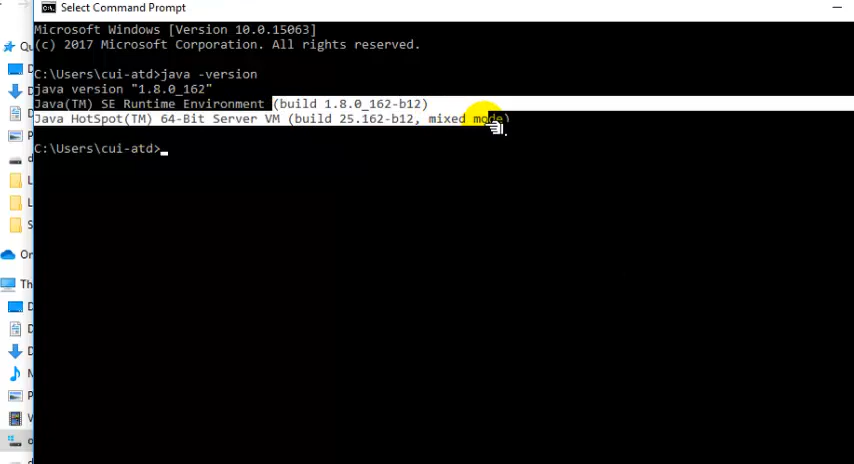 Select Command Prompt
Microsoft Windows [Version 10.0.15063]
(c) 2017 Microsoft Corporation. All rights reserved.
C:\Users\cui-atd>java -version
java version "1.8.0_162"
Java(TM) SE Runtime Environment (build 1.8.0_162-b12)
Java HotSpot(TM) 64-Bit Server VM (build 25.162-b12, mixed mode)
C:\Users\cui-atd>